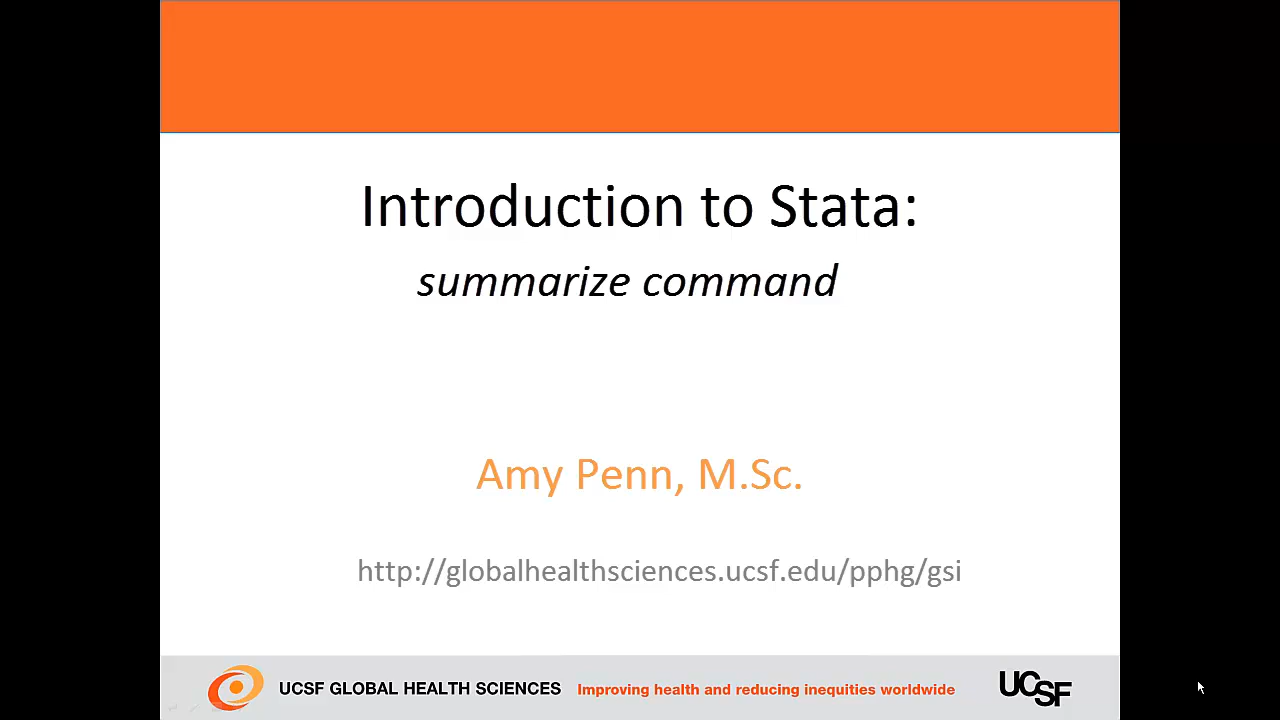 Introduction to Stata:
summarize command
Amy Penn, M.Sc.
http://globalhealthsciences.ucsf.edu/pphg/gsi
UCSF GLOBAL HEALTH SCIENCES Improving health and reducing inequities worldwide UCSF